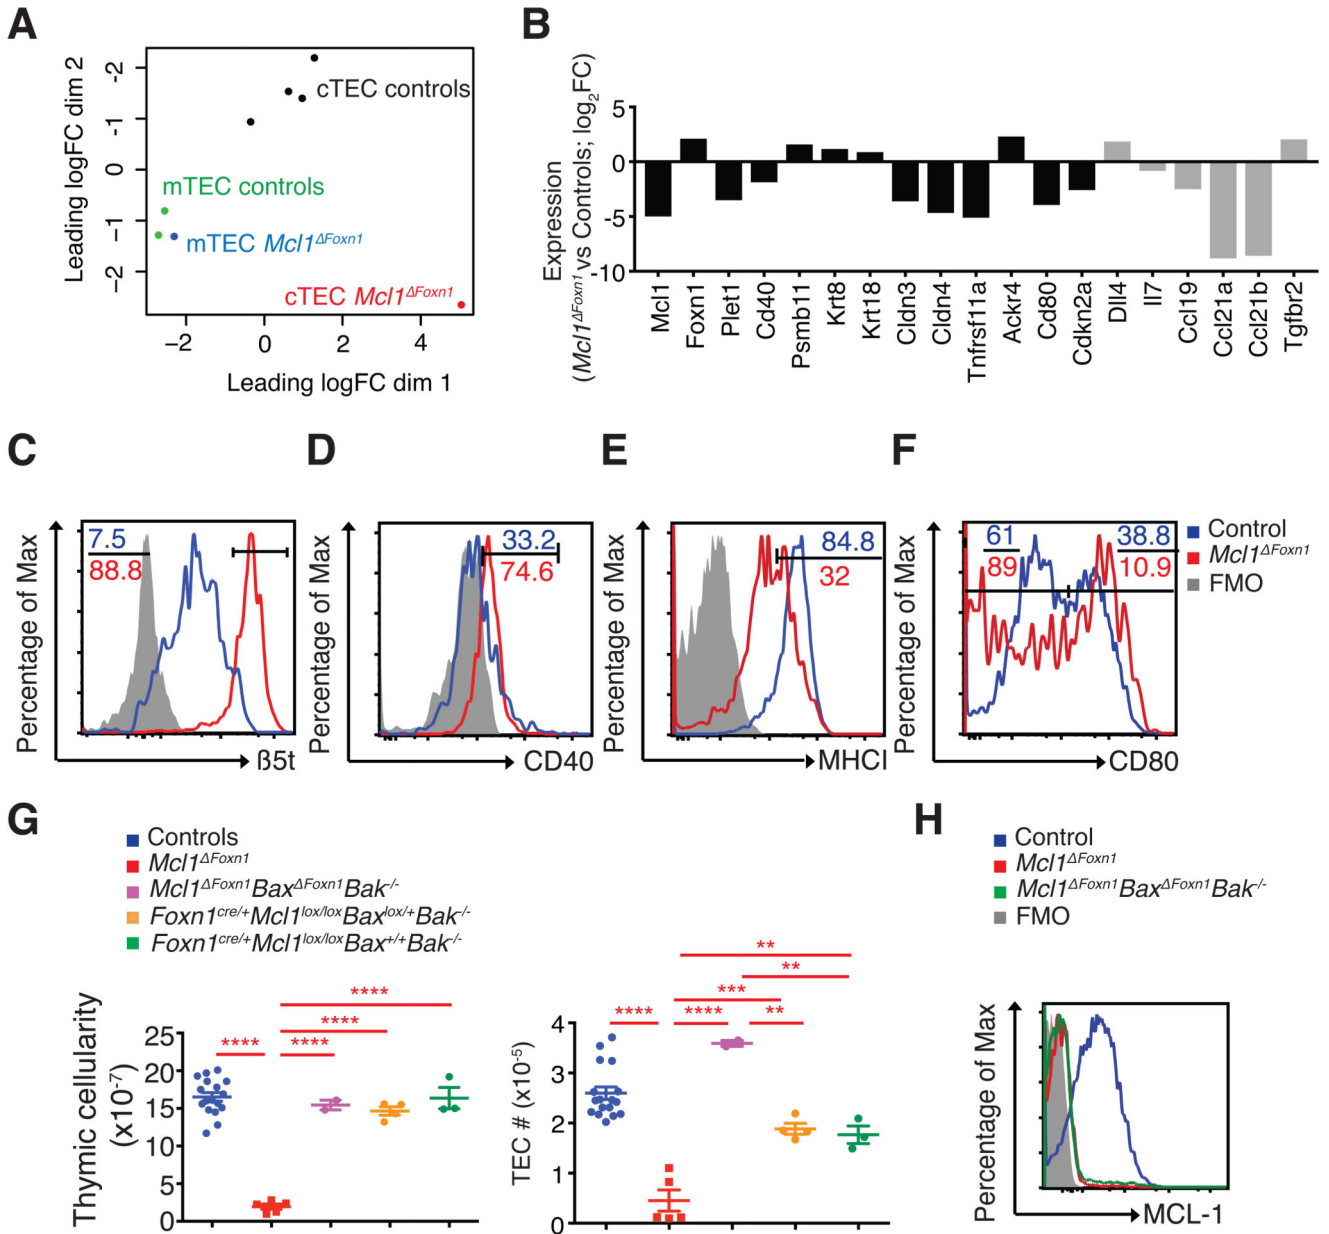 A
Leading logFC dim 2
-2
-1
0
-1
-2
cTEC controls
mTEC controls
mTEC Mcl1ΔFoxn1
cTEC Mcl1ΔFoxn1
−2
0
2
4
Leading logFC dim 1
B
Expression
(Mcl1ΔFoxn1 vs Controls; log2FC)
5
0
-5
-10
Mcl1
Foxn1
Plet1
Cd40
Psmb11
Krt8
Krt18
Cldn3
Cldn4
Tnfrsf11a
Ackr4
Cd80
Cdkn2a
Dll4
Il7
Ccl19
Ccl21a
Ccl21b
Tgfbr2
C
Percentage of Max
7.5
88.8
ß5t
D
Percentage of Max
33.2
74.6
CD40
E
Percentage of Max
84.8
32
MHCI
F
Percentage of Max
61
89
38.8
10.9
CD80
Control
Mcl1ΔFoxn1
FMO
G
Controls
Mcl1ΔFoxn1
Mcl1ΔFoxn1BaxΔFoxn1Bak-/-
Foxn1cre/+Mcl1lox/loxBaxlox/+Bak-/-
Foxn1cre/+Mcl1lox/loxBax+/+Bak-/-
Thymic cellularity
(x10-7)
25
20
15
10
5
0
****
****
****
****
TEC # (x10-5)
4
3
2
1
0
**
**
***
****
****
**
H
Control
Mcl1ΔFoxn1
Mcl1ΔFoxn1BaxΔFoxn1Bak-/-
FMO
Percentage of Max
MCL-1